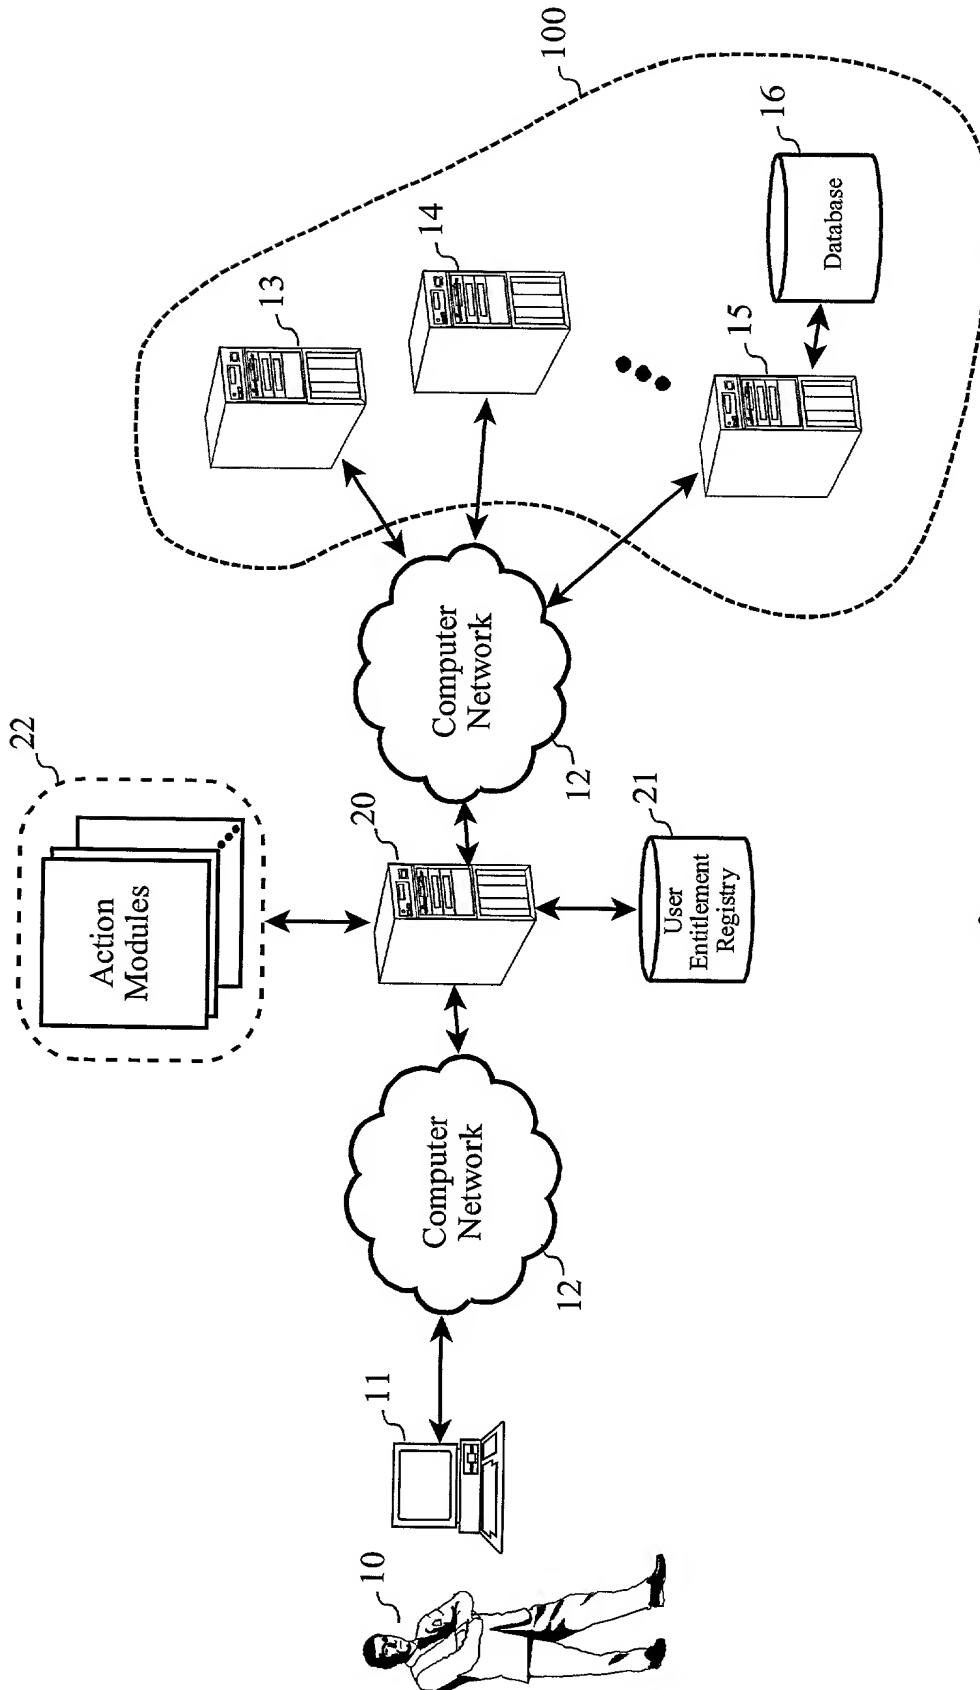 10
11
Computer
Network
12
Action
Modules
22
20
User
Entitlement
Registry
21
Computer
Network
12
13
14
15
Database
16
100